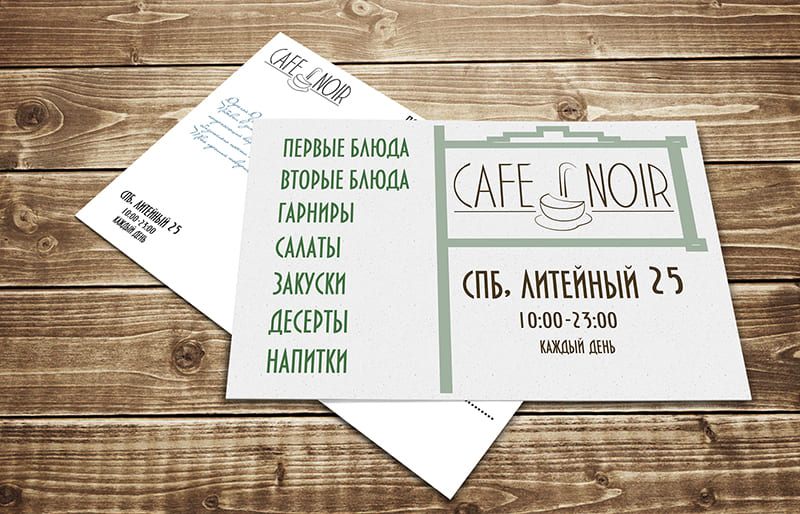 ПЕРВЫЕ БЛЮДА
ВТОРЫЕ БЛЮДА
ГАРНИРЫ
САЛАТЫ
ЗАКУСКИ
ДЕСЕРТЫ
НАПИТКИ
CAFE NOIR
СПБ, ЛИТЕЙНЫЙ 25
10:00-23:00
КАЖДЫЙ ДЕНЬ
CAFE NOIR
СПБ, ЛИТЕЙНЫЙ 25
10:00-23:00
КАЖДЫЙ ДЕНЬ